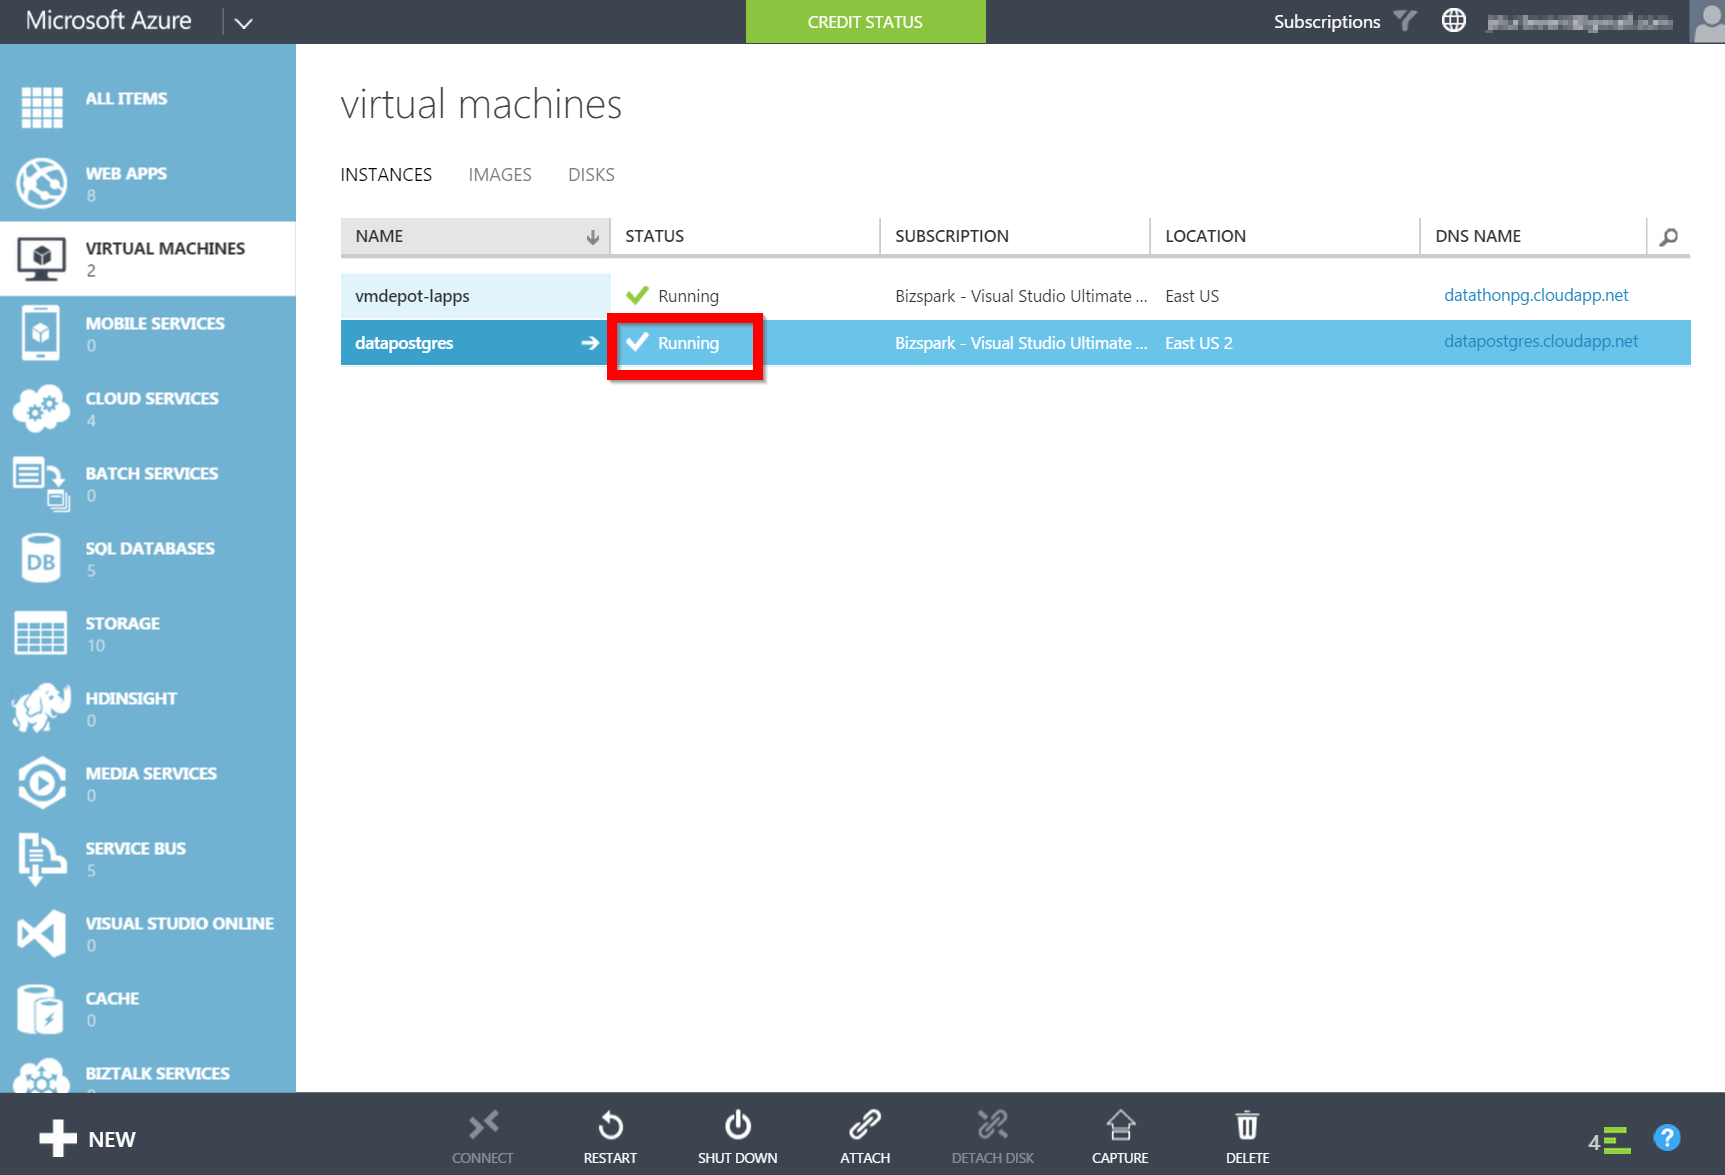 Microsoft Azure
CREDIT STATUS
Subscriptions
ALL ITEMS
WEB APPS
8
VIRTUAL MACHINES
2
MOBILE SERVICES
0
CLOUD SERVICES
4
BATCH SERVICES
0
DB
SQL DATABASES
5
STORAGE
10
HDINSIGHT
0
MEDIA SERVICES
0
SERVICE BUS
5
VISUAL STUDIO ONLINE
0
CACHE
0
BIZTALK SERVICES
virtual machines
INSTANCES IMAGES DISKS
NAME STATUS SUBSCRIPTION LOCATION DNS NAME
vmdepot-lapps Running Bizspark - Visual Studio Ultimate ... East US datathonpg.cloudapp.net
datapostgres Running Bizspark - Visual Studio Ultimate ... East US 2 datapostgres.cloudapp.net
NEW
CONNECT RESTART SHUT DOWN ATTACH DETACH DISK CAPTURE DELETE
4
?